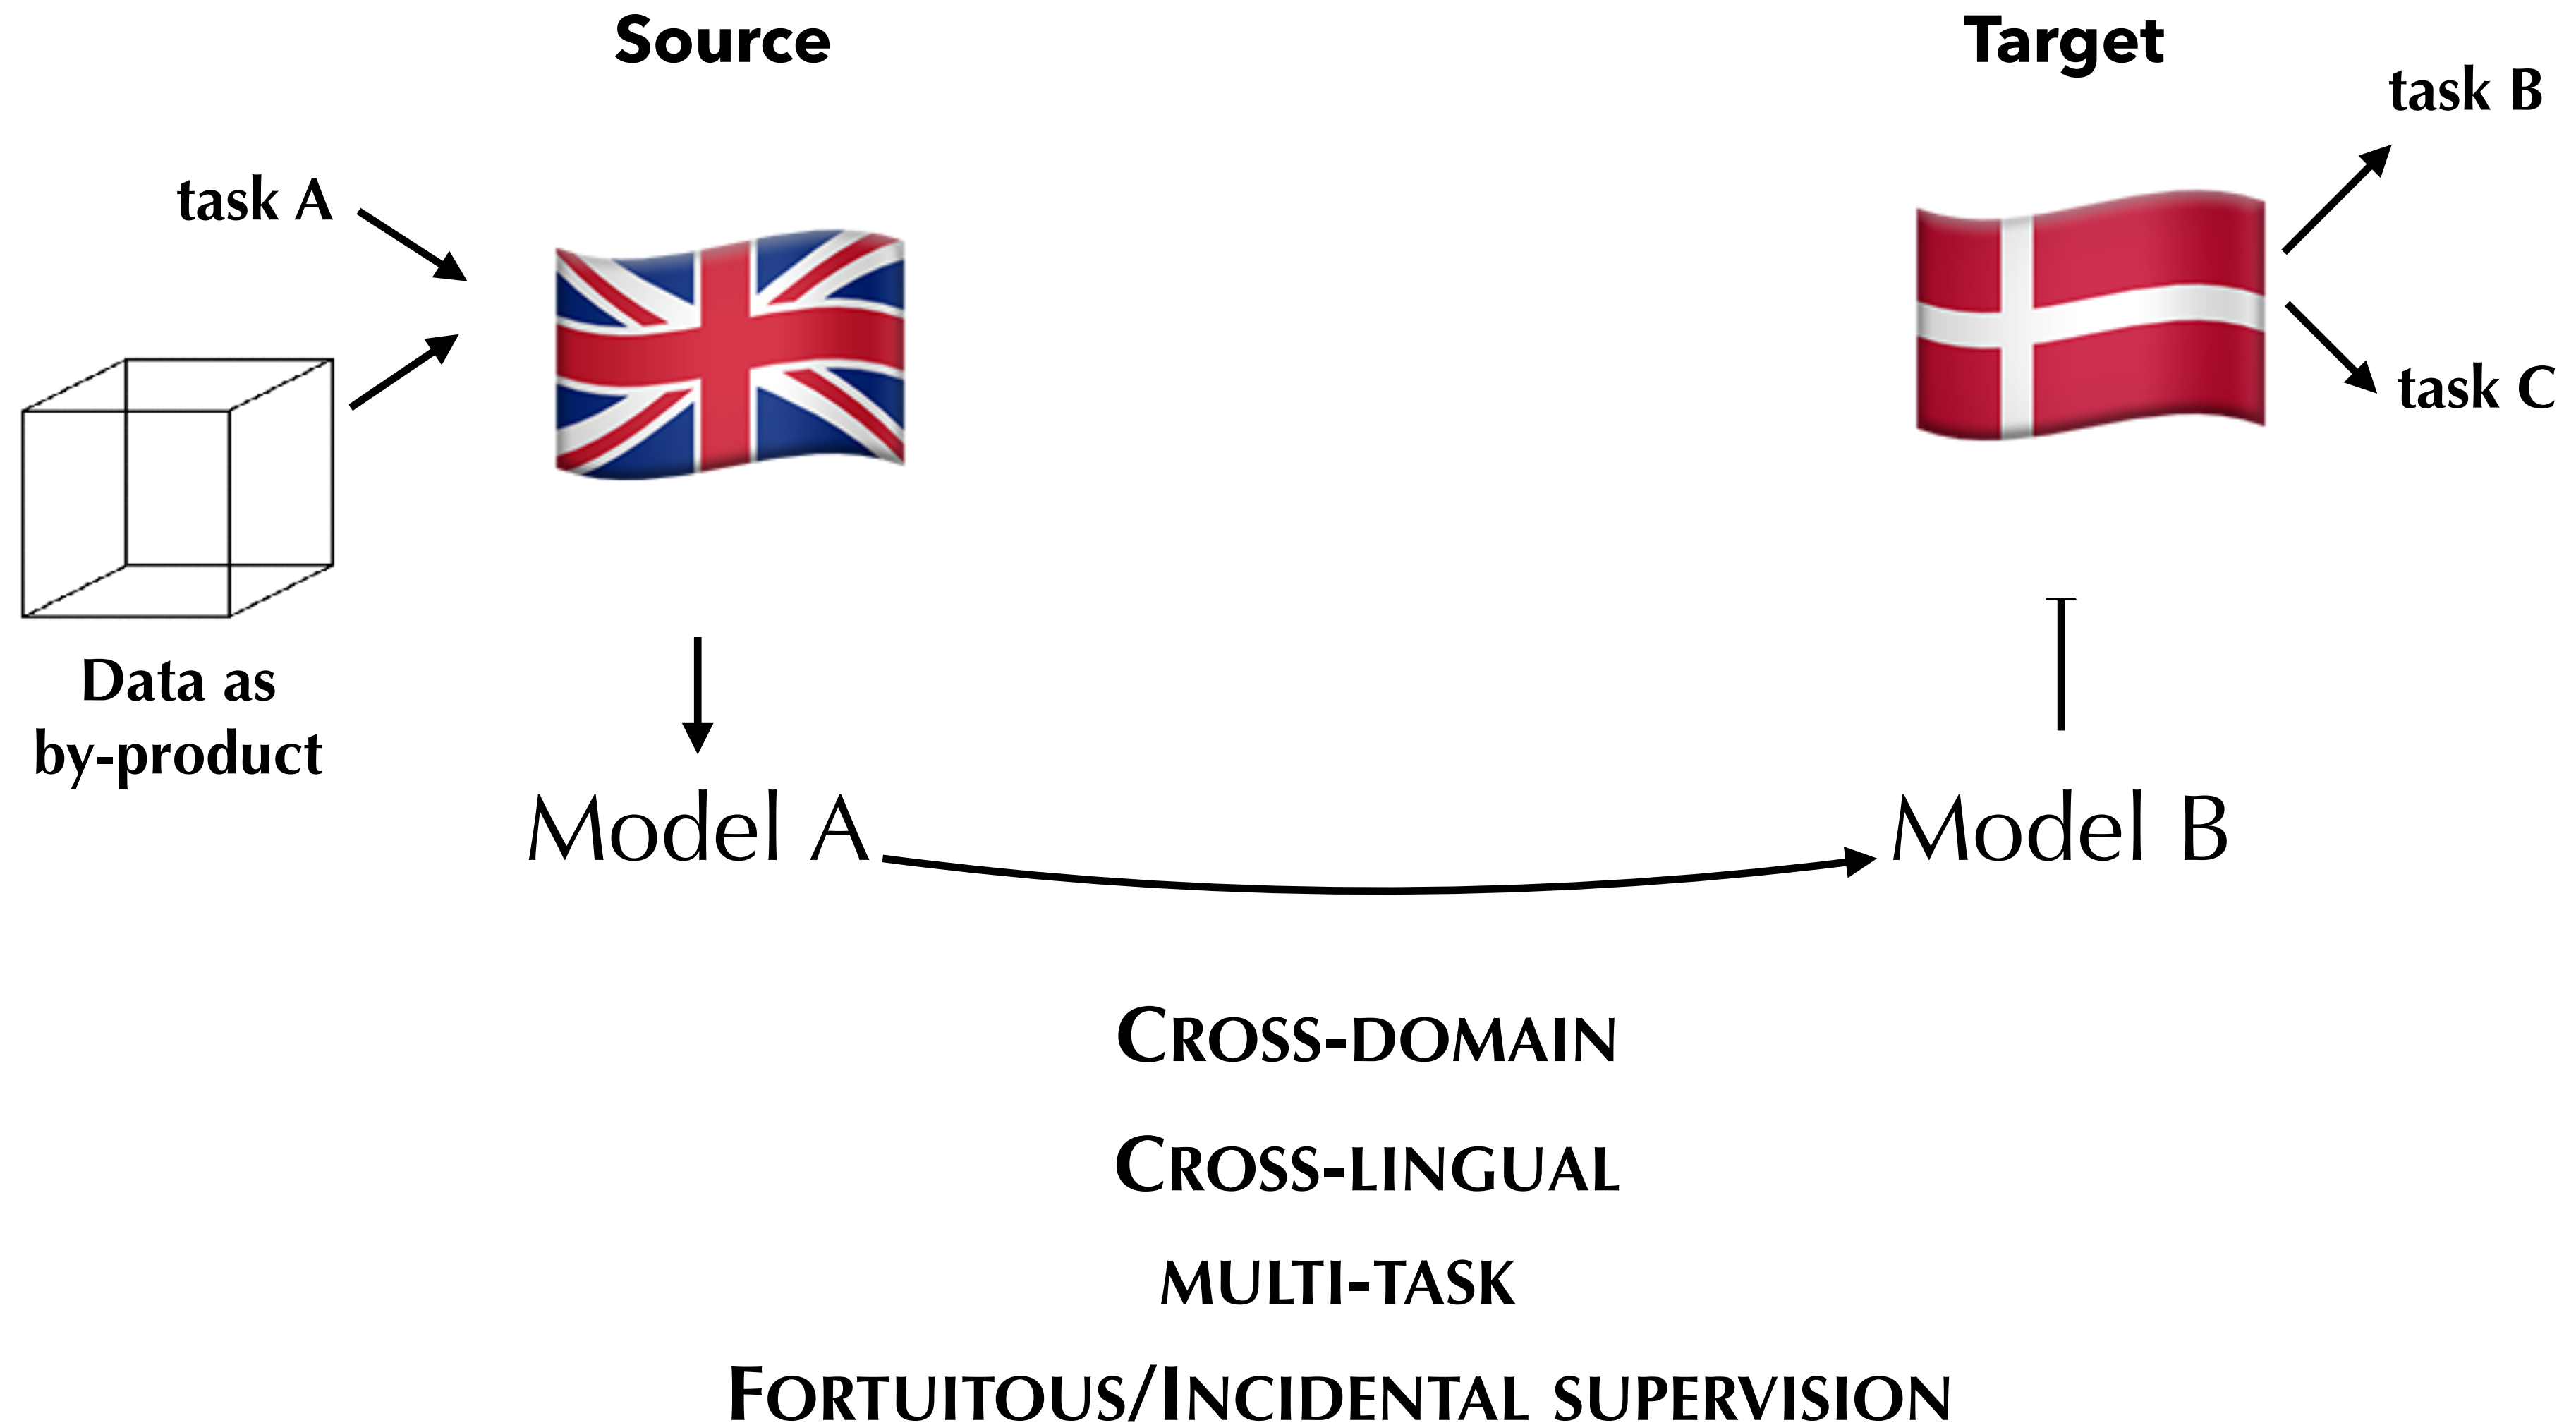 Source
Target
task B
task A
task C
Data as
by-product
Model A
Model B
CROSS-DOMAIN
CROSS-LINGUAL
MULTI-TASK
FORTUITOUS/INCIDENTAL SUPERVISION